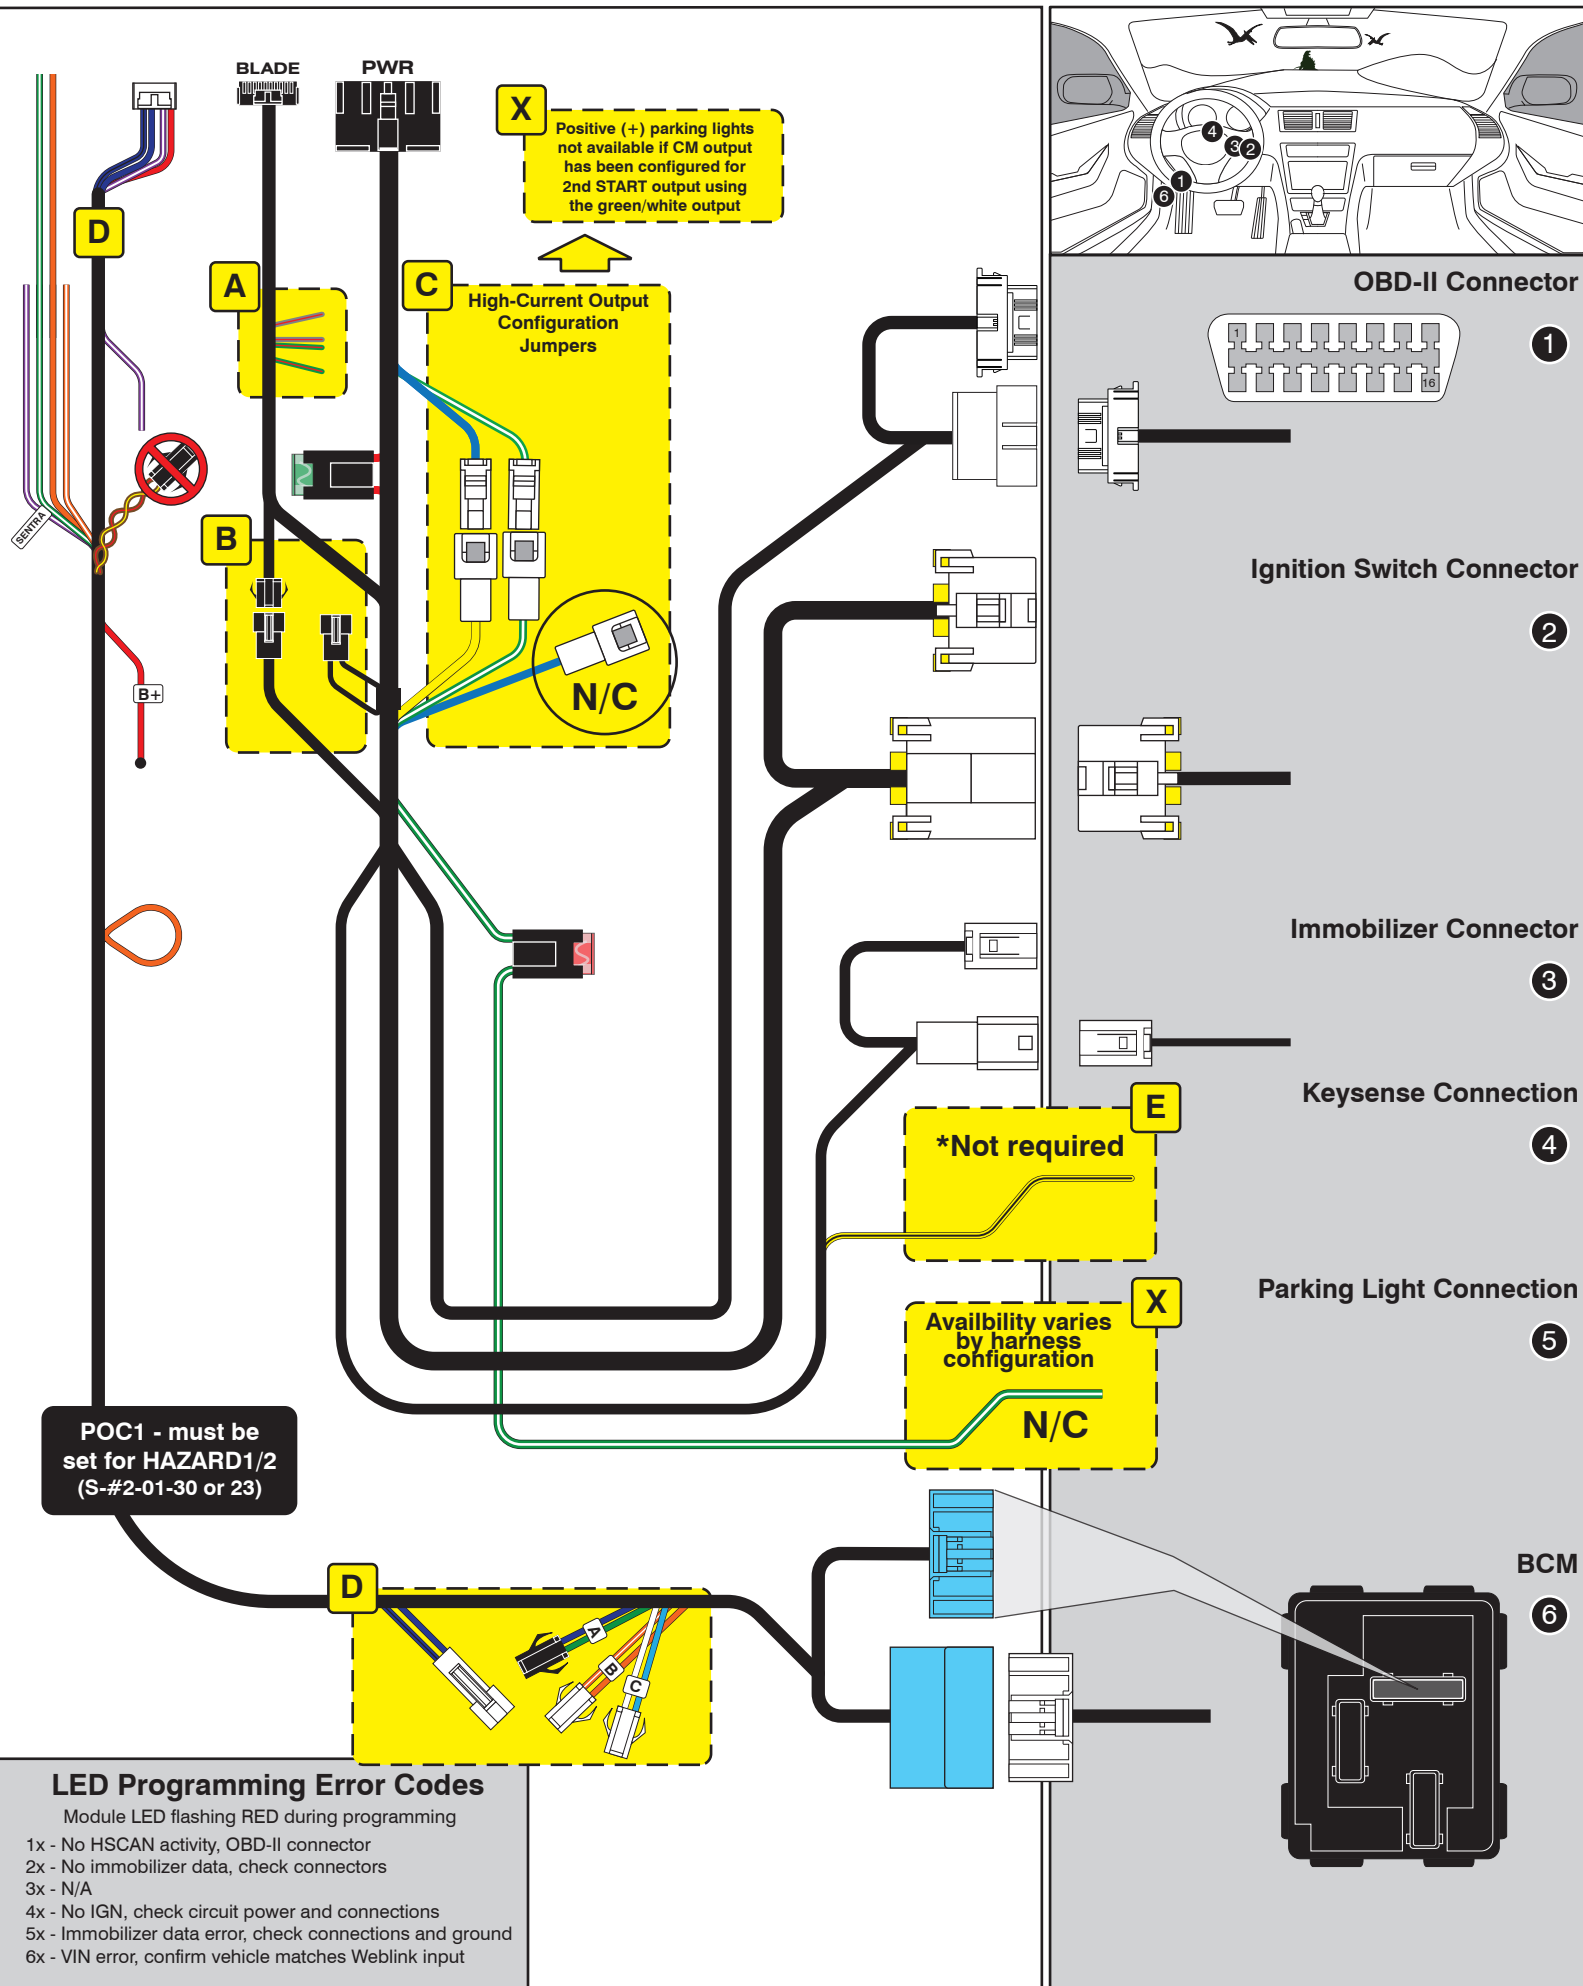 BLADE
PWR
X
Positive (+) parking lights
not available if CM output
has been configured for
2nd START output using
the green/white output
4
3
2
1
6
D
A
C
High-Current Output
Configuration
Jumpers
OBD-II Connector
1
1
16
SENTRA
B
Ignition Switch Connector
2
B+
N/C
Immobilizer Connector
3
Keysense Connection
4
E
*Not required
Parking Light Connection
5
X
Availbility varies
by harness
configuration
N/C
POC1 - must be
set for HAZARD1/2
(S-#2-01-30 or 23)
BCM
6
D
A
B
C
LED Programming Error Codes
Module LED flashing RED during programming
1x - No HSCAN activity, OBD-II connector
2x - No immobilizer data, check connectors
3x - N/A
4x - No IGN, check circuit power and connections
5x - Immobilizer data error, check connections and ground
6x - VIN error, confirm vehicle matches Weblink input